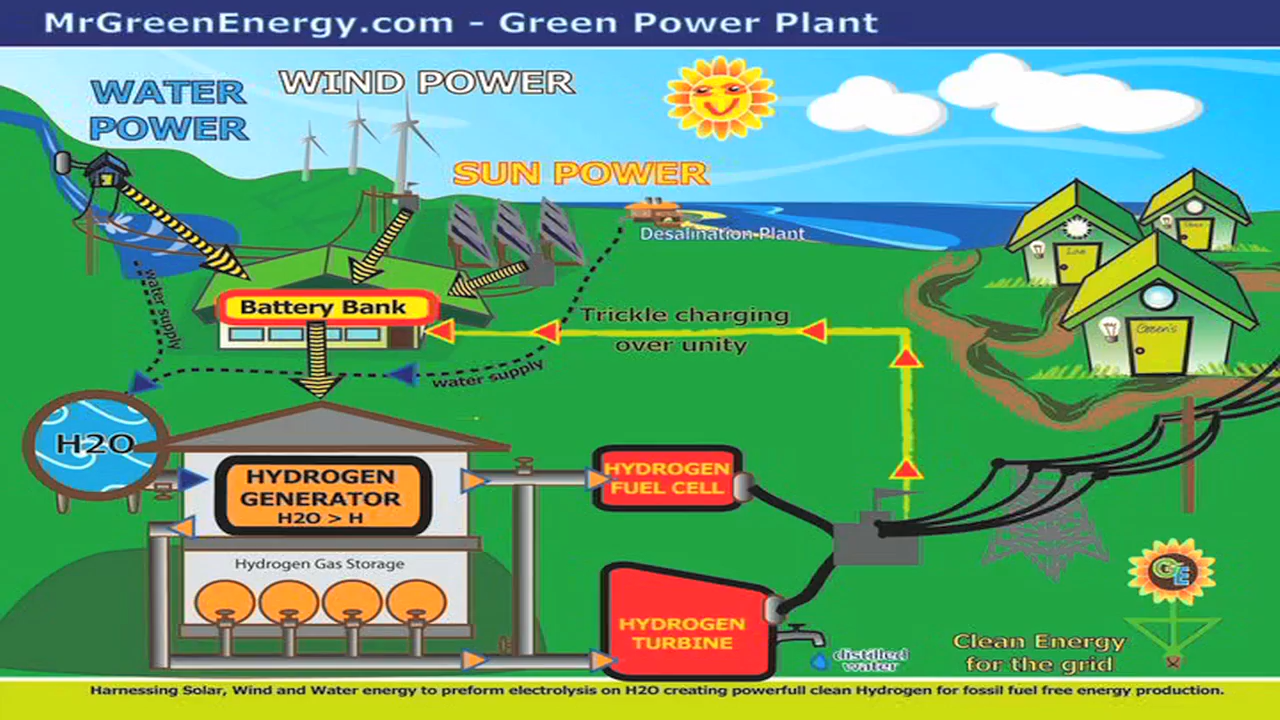 MrGreenEnergy.com - Green Power Plant
WATER
POWER
WIND POWER
SUN POWER
Desalination Plant
Battery Bank
Trickle charging
over unity
water supply
water supply
H2O
HYDROGEN
GENERATOR
H2O > H
HYDROGEN
FUEL CELL
Hydrogen Gas Storage
HYDROGEN
TURBINE
distilled
water
Green's
GE
Clean Energy
for the grid
Harnessing Solar, Wind and Water energy to preform electrolysis on H2O creating powerfull clean Hydrogen for fossil fuel free energy production.